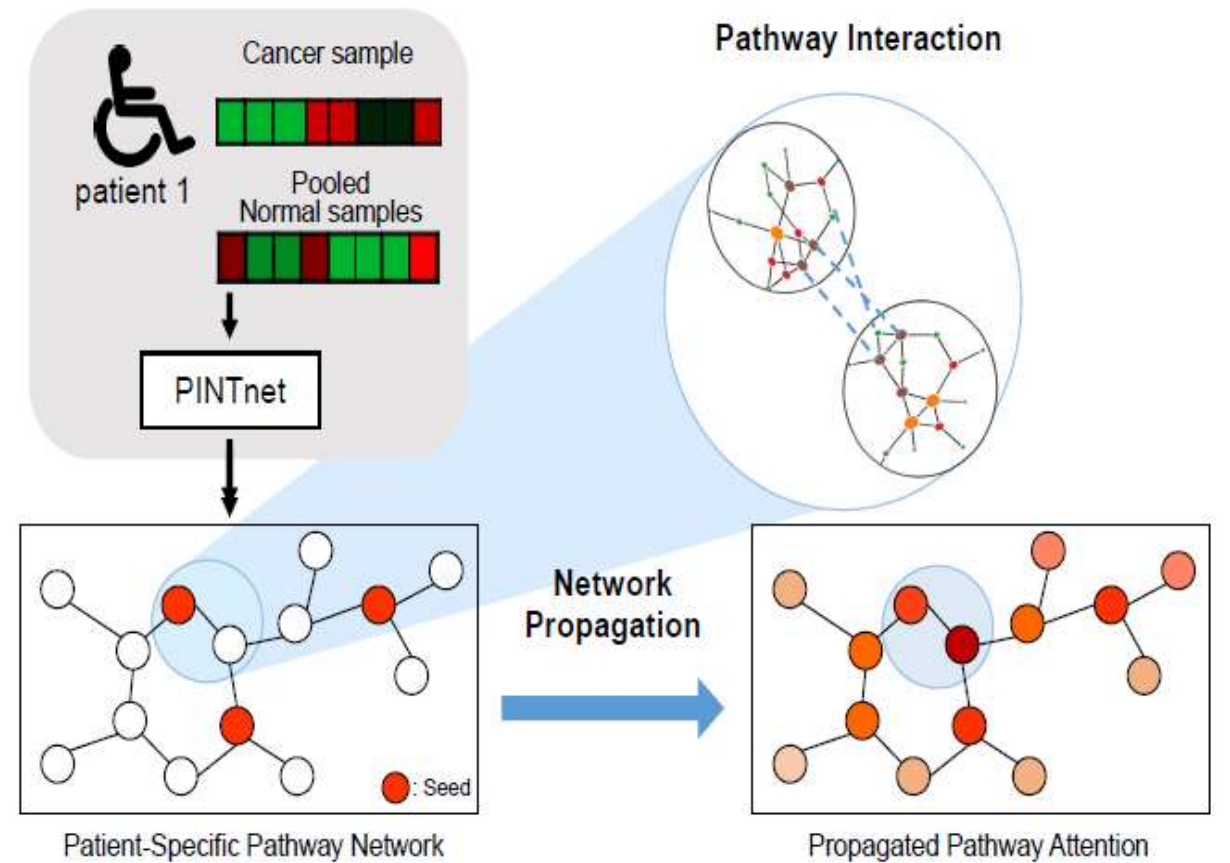 Cancer sample
patient 1
Pooled
Normal samples
PINTnet
Pathway Interaction
Network
Propagation
: Seed
Patient-Specific Pathway Network
Propagated Pathway Attention